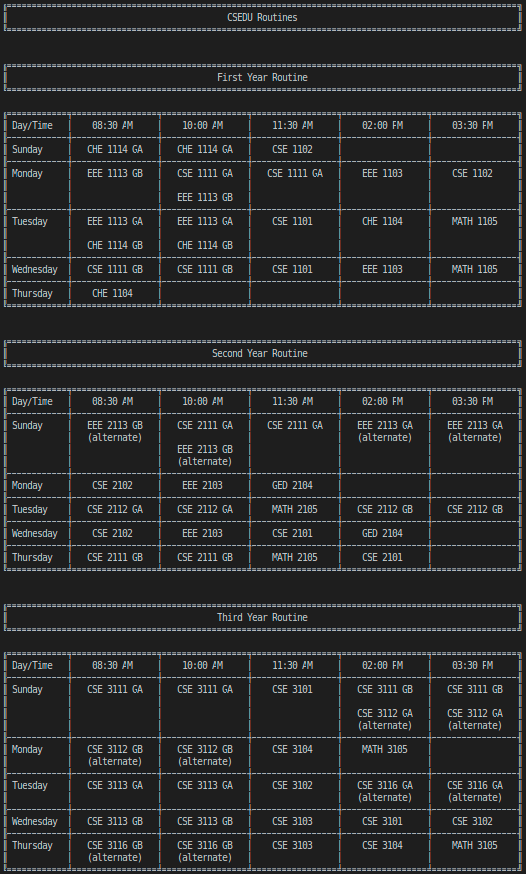 CSEDU Routines
First Year Routine
Day/Time 08:30 AM 10:00 AM 11:30 AM 02:00 PM 03:30 PM
Sunday CHE 1114 GA CHE 1114 GA CSE 1102
Monday EEE 1113 GB CSE 1111 GA CSE 1111 GA EEE 1103 CSE 1102
EEE 1113 GB
Tuesday EEE 1113 GA EEE 1113 GA CSE 1101 CHE 1104 MATH 1105
CHE 1114 GB CHE 1114 GB
Wednesday CSE 1111 GB CSE 1111 GB CSE 1101 EEE 1103 MATH 1105
Thursday CHE 1104
Second Year Routine
Day/Time 08:30 AM 10:00 AM 11:30 AM 02:00 PM 03:30 PM
Sunday EEE 2113 GB CSE 2111 GA CSE 2111 GA EEE 2113 GA EEE 2113 GA
(alternate) (alternate) (alternate)
EEE 2113 GB
(alternate)
Monday CSE 2102 EEE 2103 GED 2104
Tuesday CSE 2112 GA CSE 2112 GA MATH 2105 CSE 2112 GB CSE 2112 GB
Wednesday CSE 2102 EEE 2103 CSE 2101 GED 2104
Thursday CSE 2111 GB CSE 2111 GB MATH 2105 CSE 2101
Third Year Routine
Day/Time 08:30 AM 10:00 AM 11:30 AM 02:00 PM 03:30 PM
Sunday CSE 3111 GA CSE 3111 GA CSE 3101 CSE 3111 GB CSE 3111 GB
CSE 3112 GA CSE 3112 GA
(alternate) (alternate)
Monday CSE 3112 GB CSE 3112 GB CSE 3104 MATH 3105
(alternate) (alternate)
Tuesday CSE 3113 GA CSE 3113 GA CSE 3102 CSE 3116 GA CSE 3116 GA
(alternate) (alternate)
Wednesday CSE 3113 GB CSE 3113 GB CSE 3103 CSE 3101 CSE 3102
Thursday CSE 3116 GB CSE 3116 GB CSE 3103 CSE 3104 MATH 3105
(alternate) (alternate)